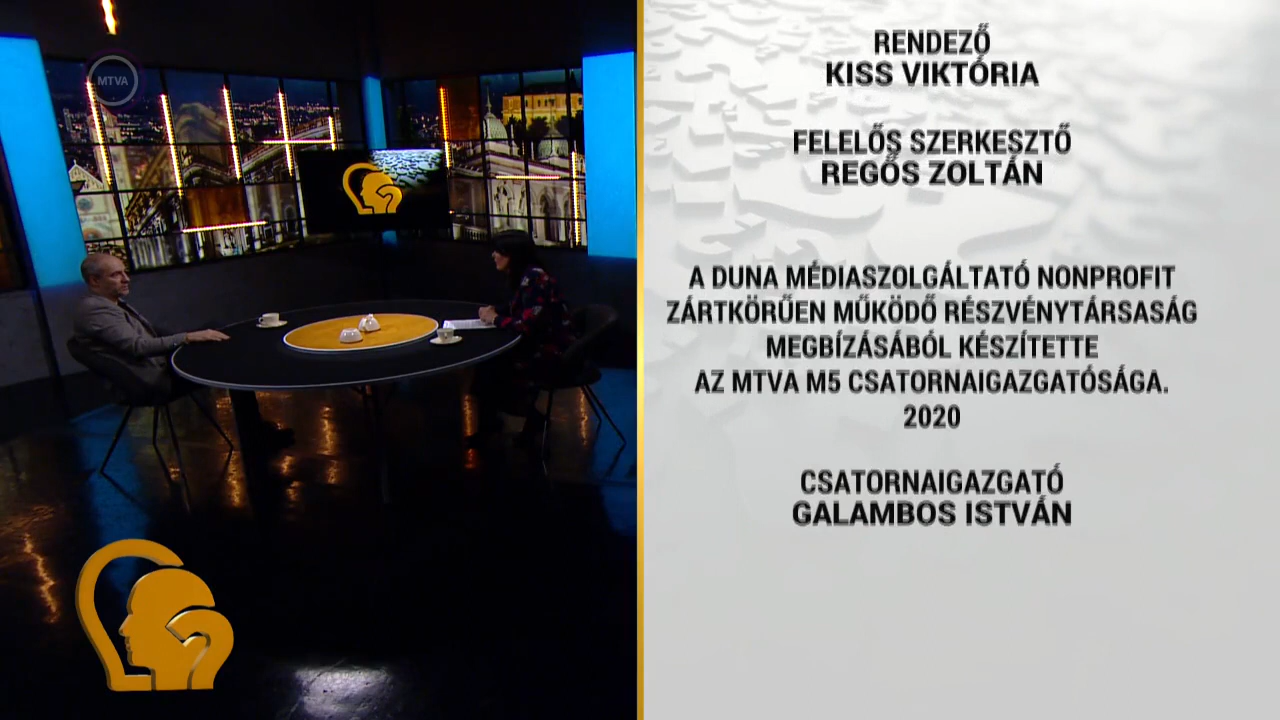 MTVA
RENDEZŐ
KISS VIKTÓRIA
FELELŐS SZERKESZTŐ
REGŐS ZOLTÁN
A DUNA MÉDIASZOLGÁLTATÓ NONPROFIT
ZÁRTKÖRŰEN MŰKÖDŐ RÉSZVÉNYTÁRSASÁG
MEGBÍZÁSÁBÓL KÉSZÍTETTE
AZ MTVA M5 CSATORNAIGAZGATÓSÁGA.
2020
CSATORNAIGAZGATÓ
GALAMBOS ISTVÁN